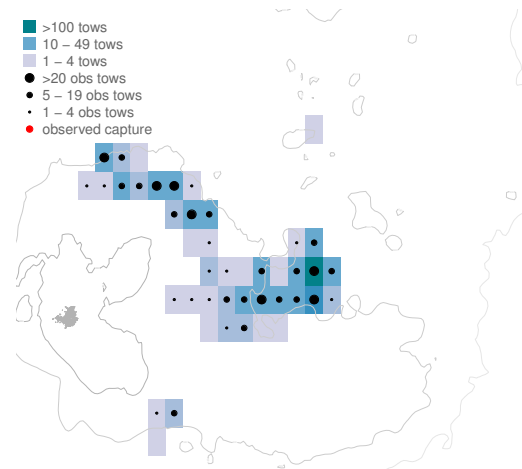 >100 tows
10 − 49 tows
1 − 4 tows
>20 obs tows
5 − 19 obs tows
1 − 4 obs tows
observed capture